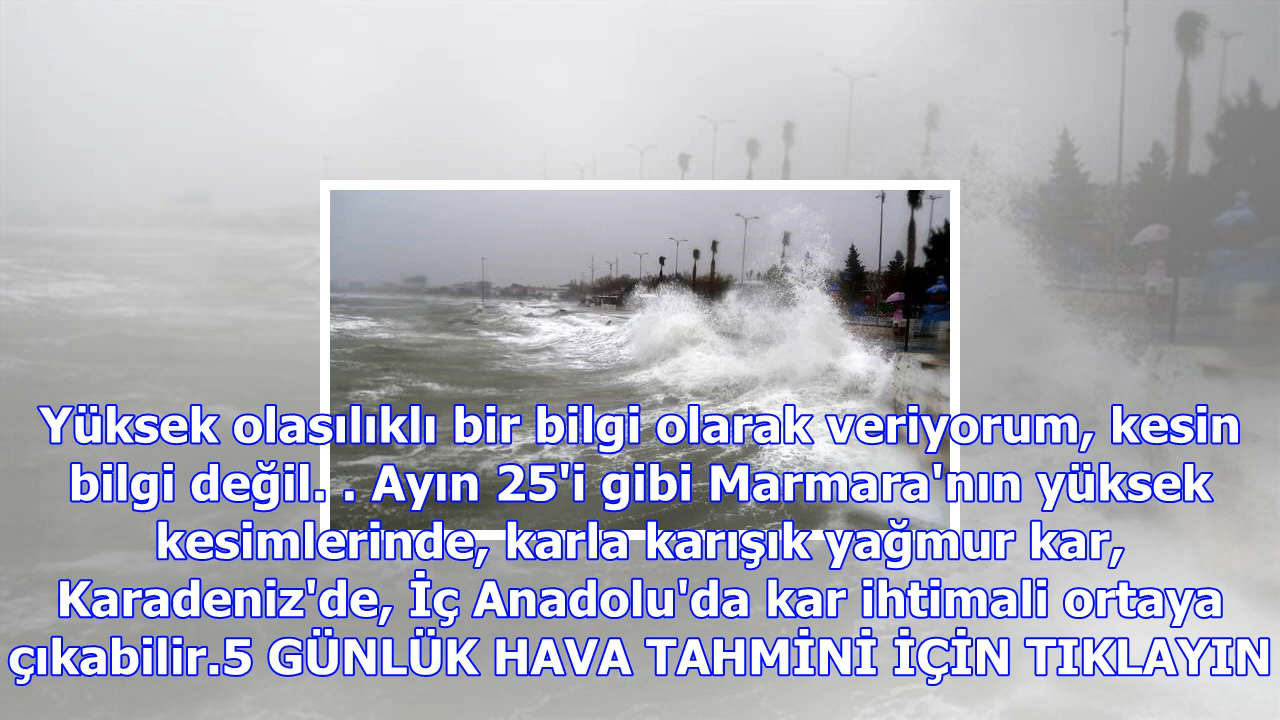 Yüksek olasılıklı bir bilgi olarak veriyorum, kesin
bilgi değil. . Ayın 25'i gibi Marmara'nın yüksek
kesimlerinde, karla karışık yağmur kar,
Karadeniz'de, İç Anadolu'da kar ihtimali ortaya
çıkabilir.5 GÜNLÜK HAVA TAHMİNİ İÇİN TIKLAYIN